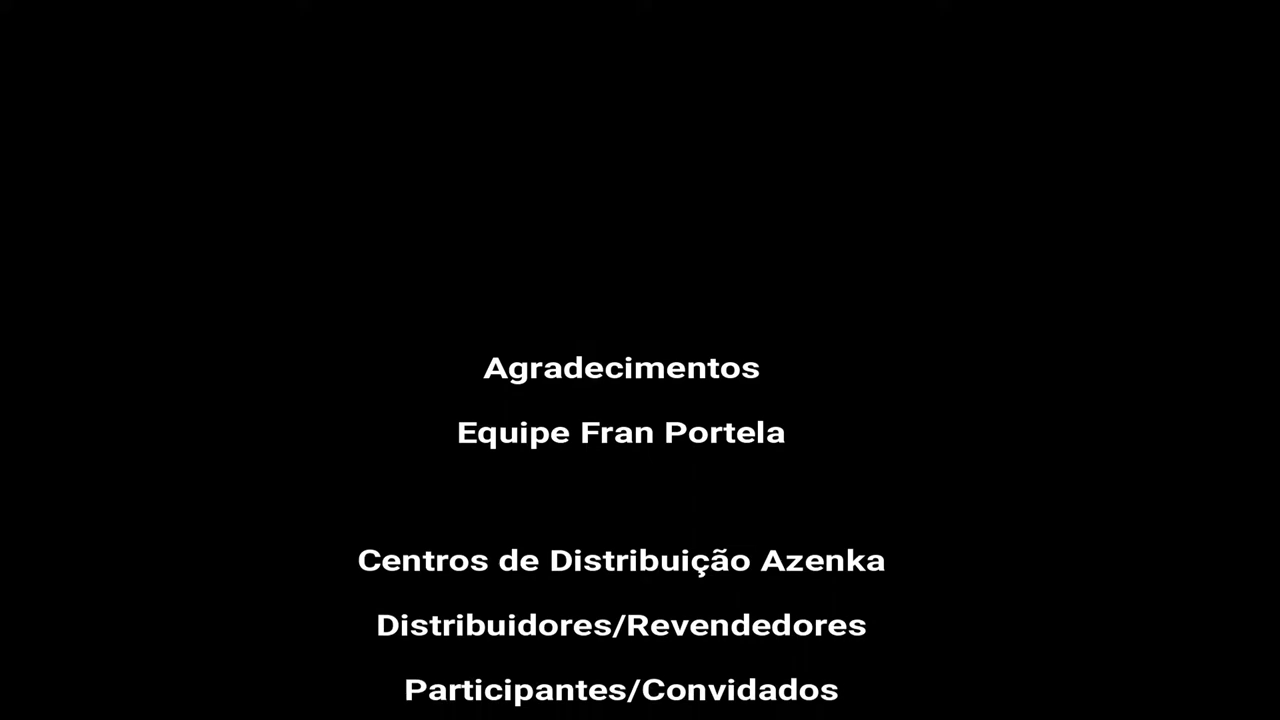 Agradecimentos
Equipe Fran Portela
Centros de Distribuição Azenka
Distribuidores/Revendedores
Participantes/Convidados